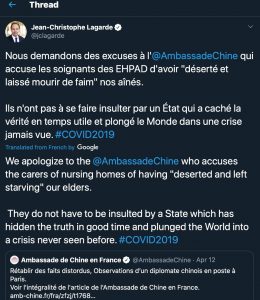 Thread
Jean-Christophe Lagarde
@jclagarde
Nous demandons des excuses à l'@AmbassadeChine qui
accuse les soignants des EHPAD d'avoir "déserté et
laissé mourir de faim" nos aînés.
Ils n'ont pas à se faire insulter par un État qui a caché la
vérité en temps utile et plongé le Monde dans une crise
jamais vue. #COVID2019
Translated from French by Google
We apologize to the @AmbassadeChine who accuses
the carers of nursing homes of having "deserted and left
starving" our elders.
They do not have to be insulted by a State which has
hidden the truth in good time and plunged the World into
a crisis never seen before. #COVID2019
Ambassade de Chine en France @AmbassadeChine · Apr 12
Rétablir des faits distordus, Observations d'un diplomate chinois en poste à
Paris.
Voir l'intégralité de l'article de l'Ambassade de Chine en France.
amb-chine.fr/fra/zfzj/t1768...